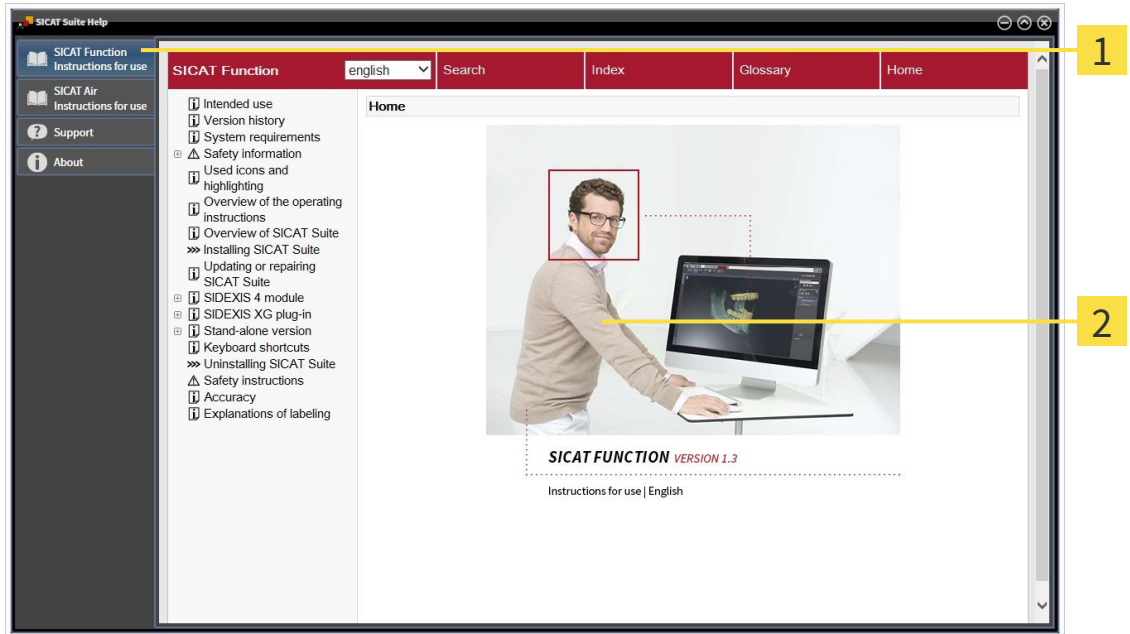 SICAT Suite Help
SICAT Function
Instructions for use
SICAT Air
Instructions for use
Support
About
SICAT Function
english
Search
Index
Glossary
Home
Intended use
Version history
System requirements
Safety information
Used icons and
highlighting
Overview of the operating
instructions
Overview of SICAT Suite
Installing SICAT Suite
Updating or repairing
SICAT Suite
SIDEXIS 4 module
SIDEXIS XG plug-in
Stand-alone version
Keyboard shortcuts
Uninstalling SICAT Suite
Safety instructions
Accuracy
Explanations of labeling
Home
SICAT FUNCTION VERSION 1.3
Instructions for use | English
1
2